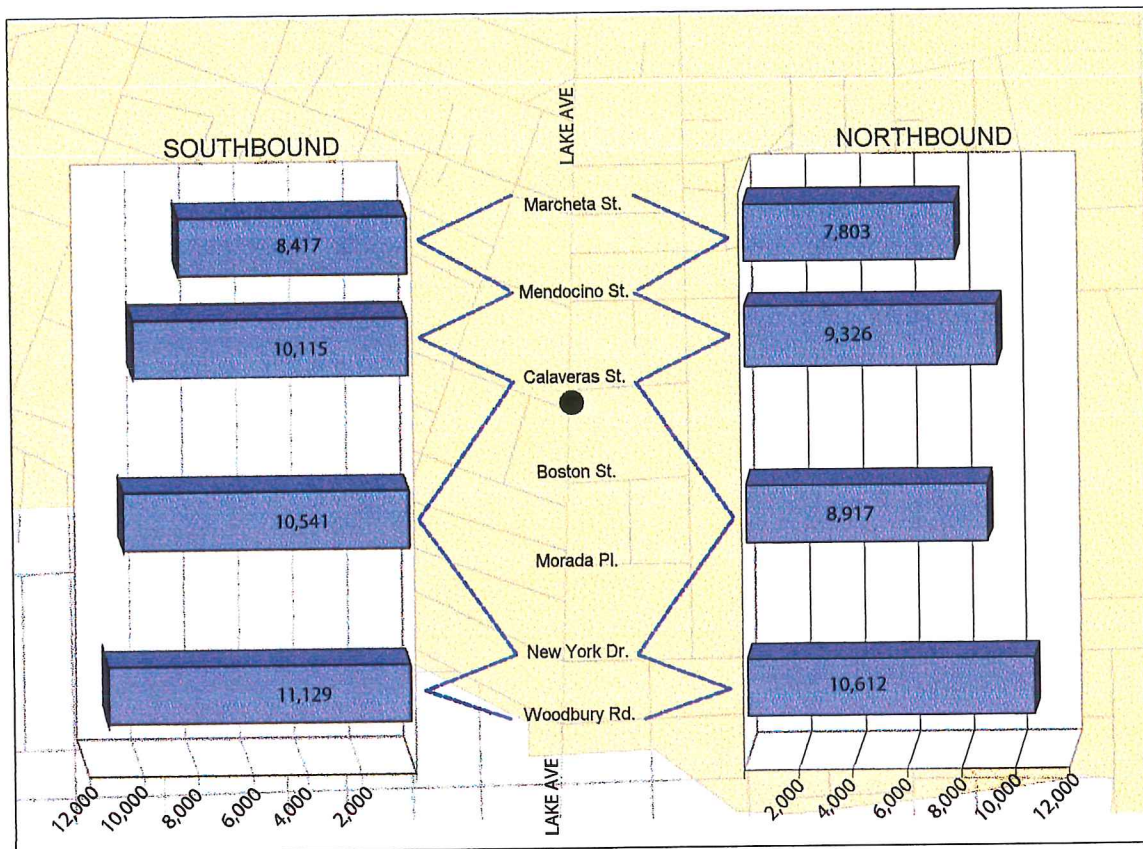 LAKE AVE
SOUTHBOUND
NORTHBOUND
Marcheta St.
8,417
7,803
Mendocino St.
10,115
9,326
Calaveras St.
Boston St.
10,541
8,917
Morada Pl.
New York Dr.
11,129
10,612
Woodbury Rd.
LAKE AVE
12,000
10,000
8,000
6,000
4,000
2,000
2,000
4,000
6,000
8,000
10,000
12,000